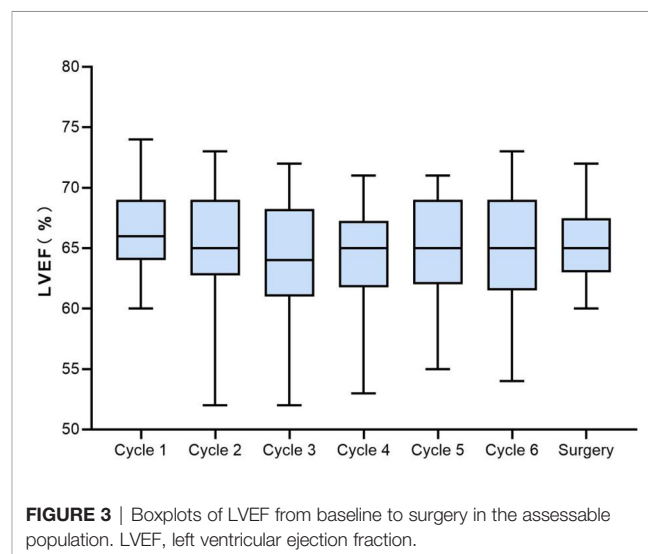 80
75
70
65
60
55
50
LVEF( %)
Cycle 1 Cycle 2 Cycle 3 Cycle 4 Cycle 5 Cycle 6 Surgery
FIGURE 3 | Boxplots of LVEF from baseline to surgery in the assessable
population. LVEF, left ventricular ejection fraction.